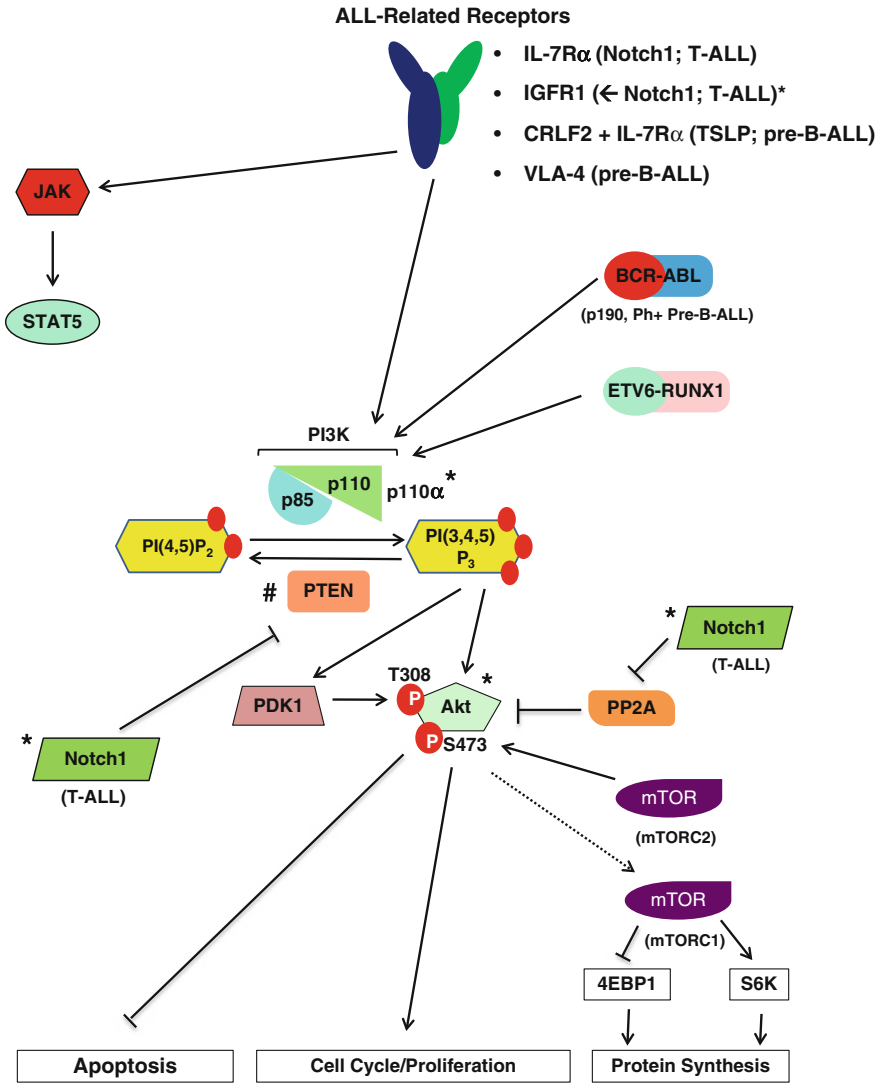 ALL-Related Receptors
• IL-7Rα (Notch1; T-ALL)
• IGFR1 (← Notch1; T-ALL)*
• CRLF2 + IL-7Rα (TSLP; pre-B-ALL)
• VLA-4 (pre-B-ALL)
JAK
STAT5
BCR-ABL
(p190, Ph+ Pre-B-ALL)
ETV6-RUNX1
PI3K
p110
p85
p110α*
PI(4,5)P2
PI(3,4,5)
P3
# PTEN
* Notch1
(T-ALL)
T308
P
*
Akt
PDK1
PP2A
P
S473
* Notch1
(T-ALL)
mTOR
(mTORC2)
mTOR
(mTORC1)
4EBP1
S6K
Apoptosis
Cell Cycle/Proliferation
Protein Synthesis